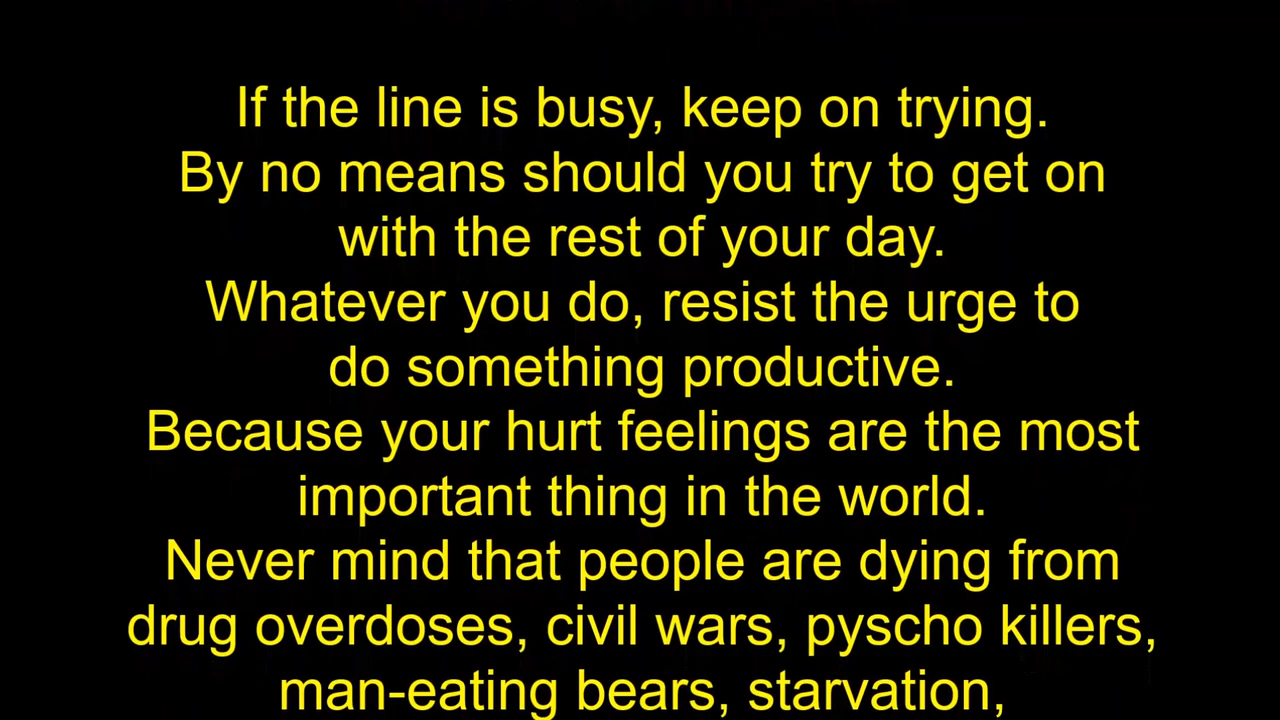 If the line is busy, keep on trying.
By no means should you try to get on
with the rest of your day.
Whatever you do, resist the urge to
do something productive.
Because your hurt feelings are the most
important thing in the world.
Never mind that people are dying from
drug overdoses, civil wars, pyscho killers,
man-eating bears, starvation,